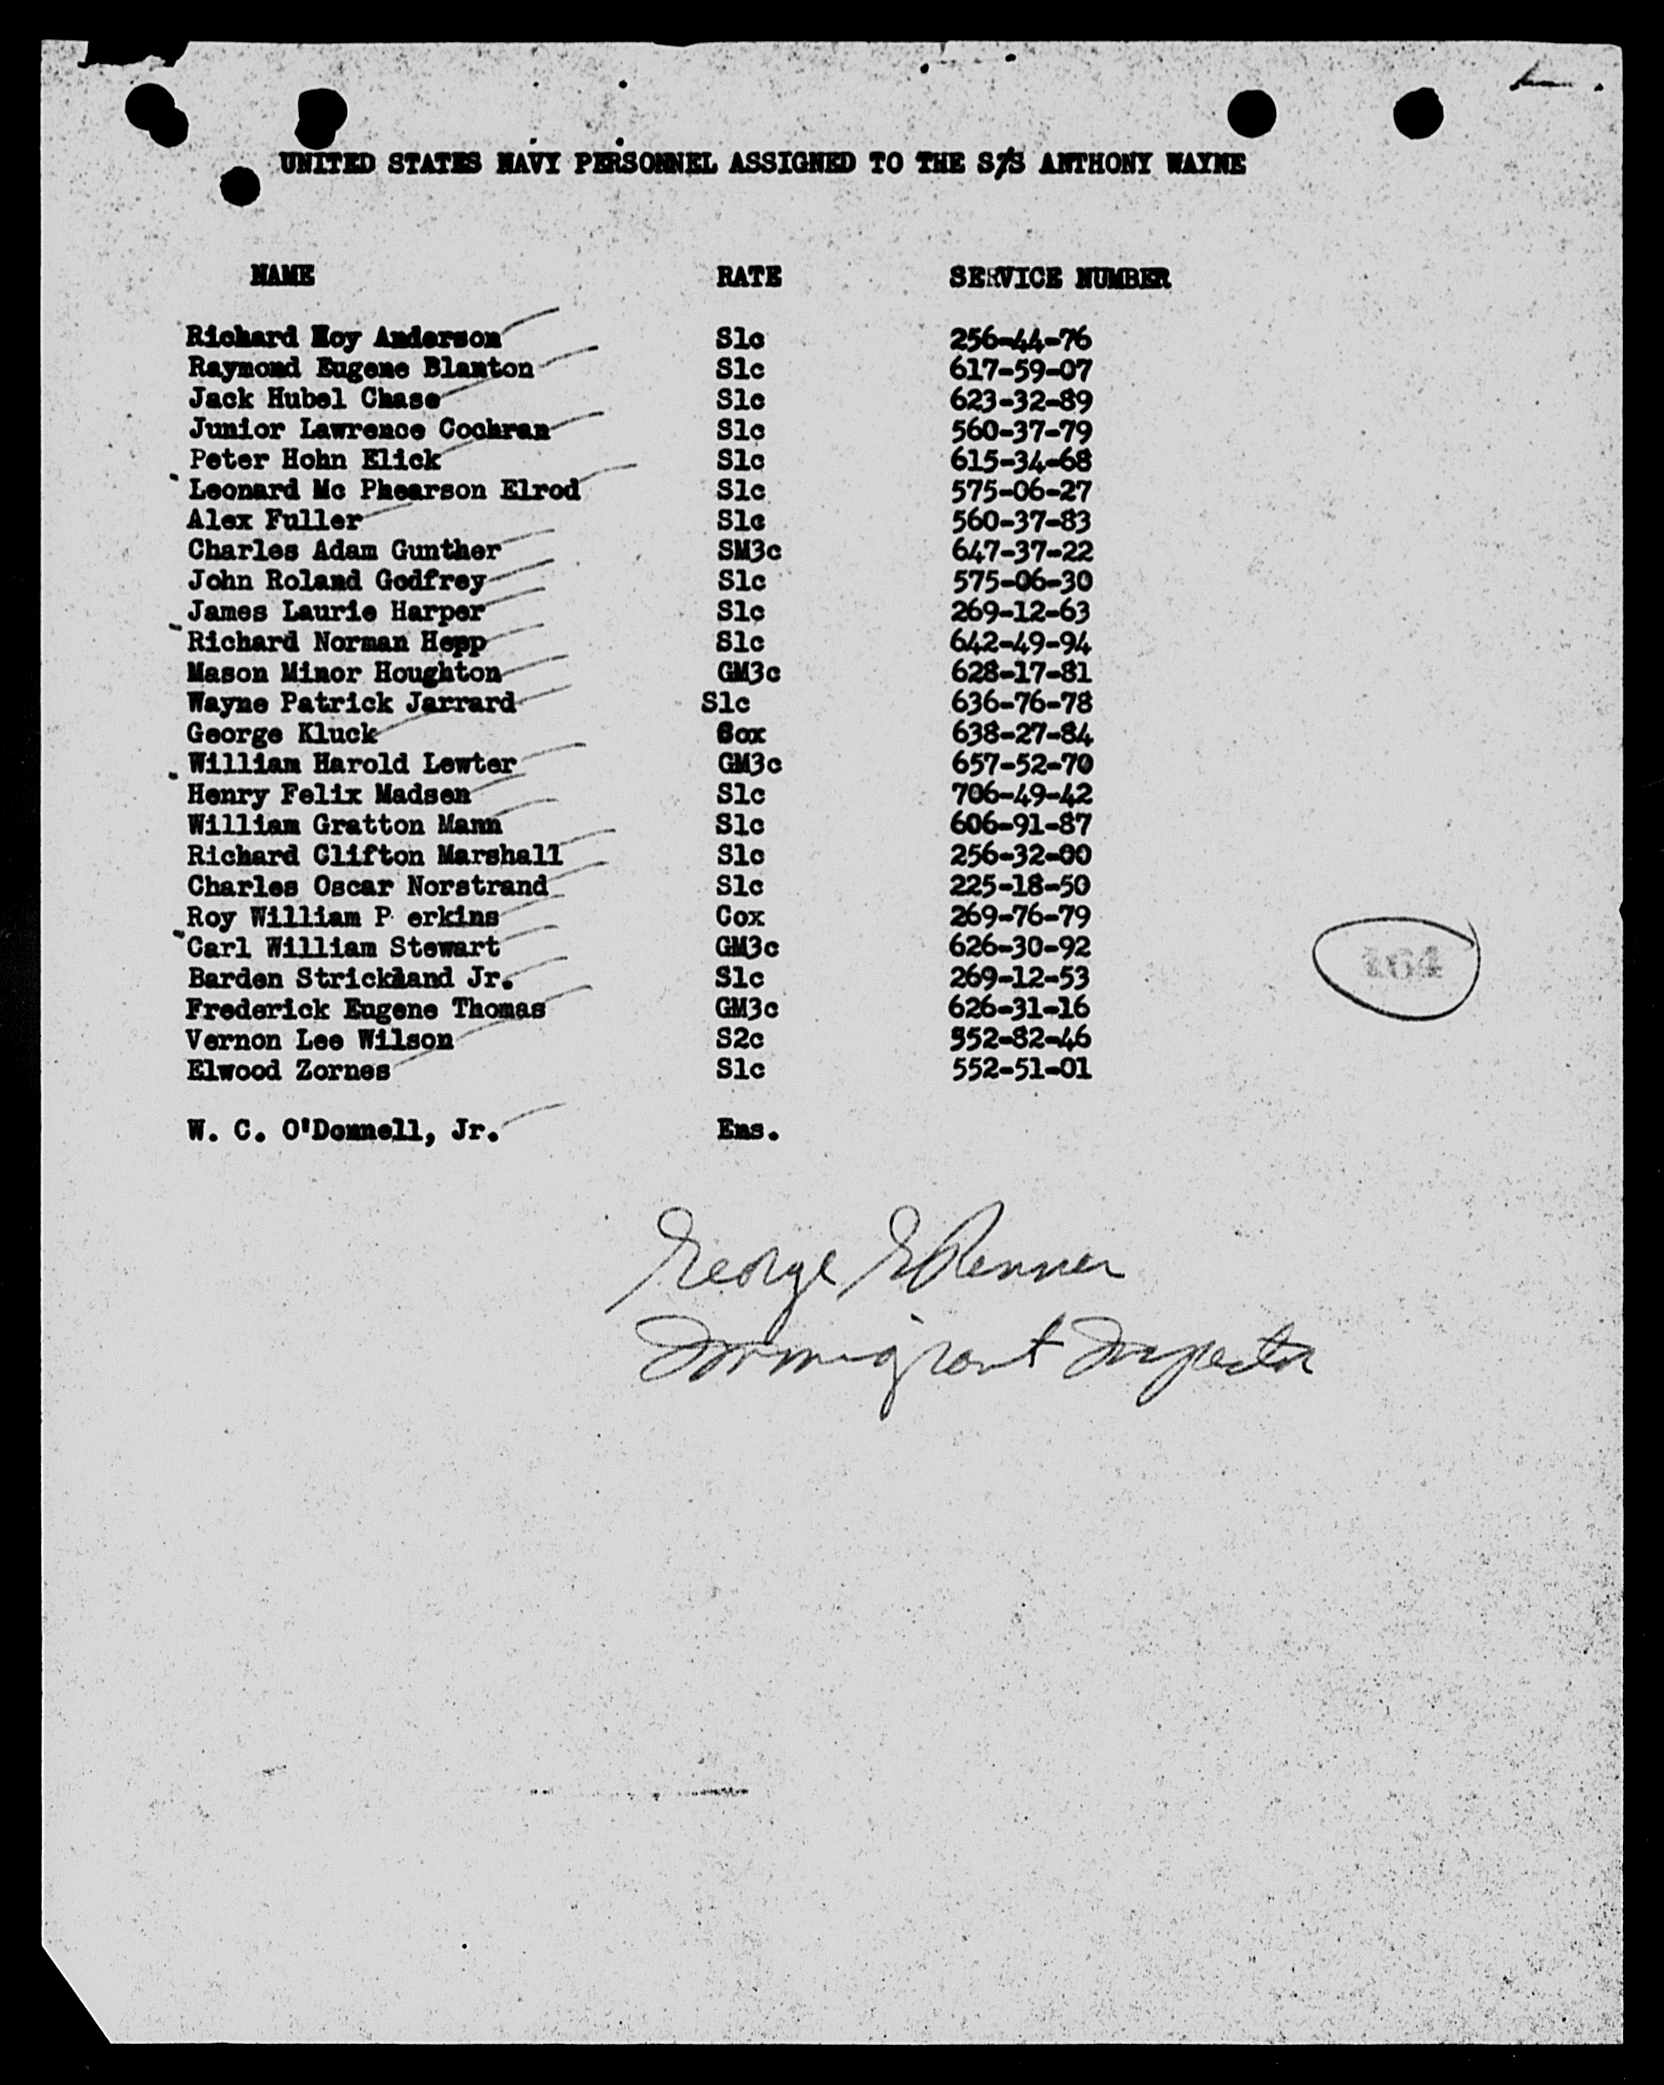 UNITED STATES NAVY PERSONNEL ASSIGNED TO THE S/S ANTHONY WAYNE
NAME RATE SERVICE NUMBER
Richard Hoy Anderson S1c 256-44-76
Raymond Eugene Blanton S1c 617-59-07
Jack Hubel Chase S1c 623-32-89
Junior Lawrence Cochran S1c 560-37-79
Peter Hohn Elick S1c 615-34-68
Leonard Mc Phearson Elrod S1c 575-06-27
Alex Fuller S1c 560-37-83
Charles Adam Gunther SM3c 647-37-22
John Roland Godfrey S1c 575-06-30
James Laurie Harper S1c 269-12-63
Richard Norman Hepp S1c 642-49-94
Mason Minor Houghton GM3c 628-17-81
Wayne Patrick Jarrard S1c 636-76-78
George Kluck Cox 638-27-84
William Harold Lewter GM3c 657-52-70
Henry Felix Madsen S1c 706-49-42
William Gratton Mann S1c 606-91-87
Richard Clifton Marshall S1c 256-32-00
Charles Oscar Norstrand S1c 225-18-50
Roy William P erkins Cox 269-76-79
Carl William Stewart GM3c 626-30-92
Barden Strickland Jr. S1c 269-12-53
Frederick Eugene Thomas GM3c 626-31-16
Vernon Lee Wilson S2c 552-82-46
Elwood Zornes S1c 552-51-01
W. C. O'Donnell, Jr. Ens.
164
George E Renner
Immigrant Inspector